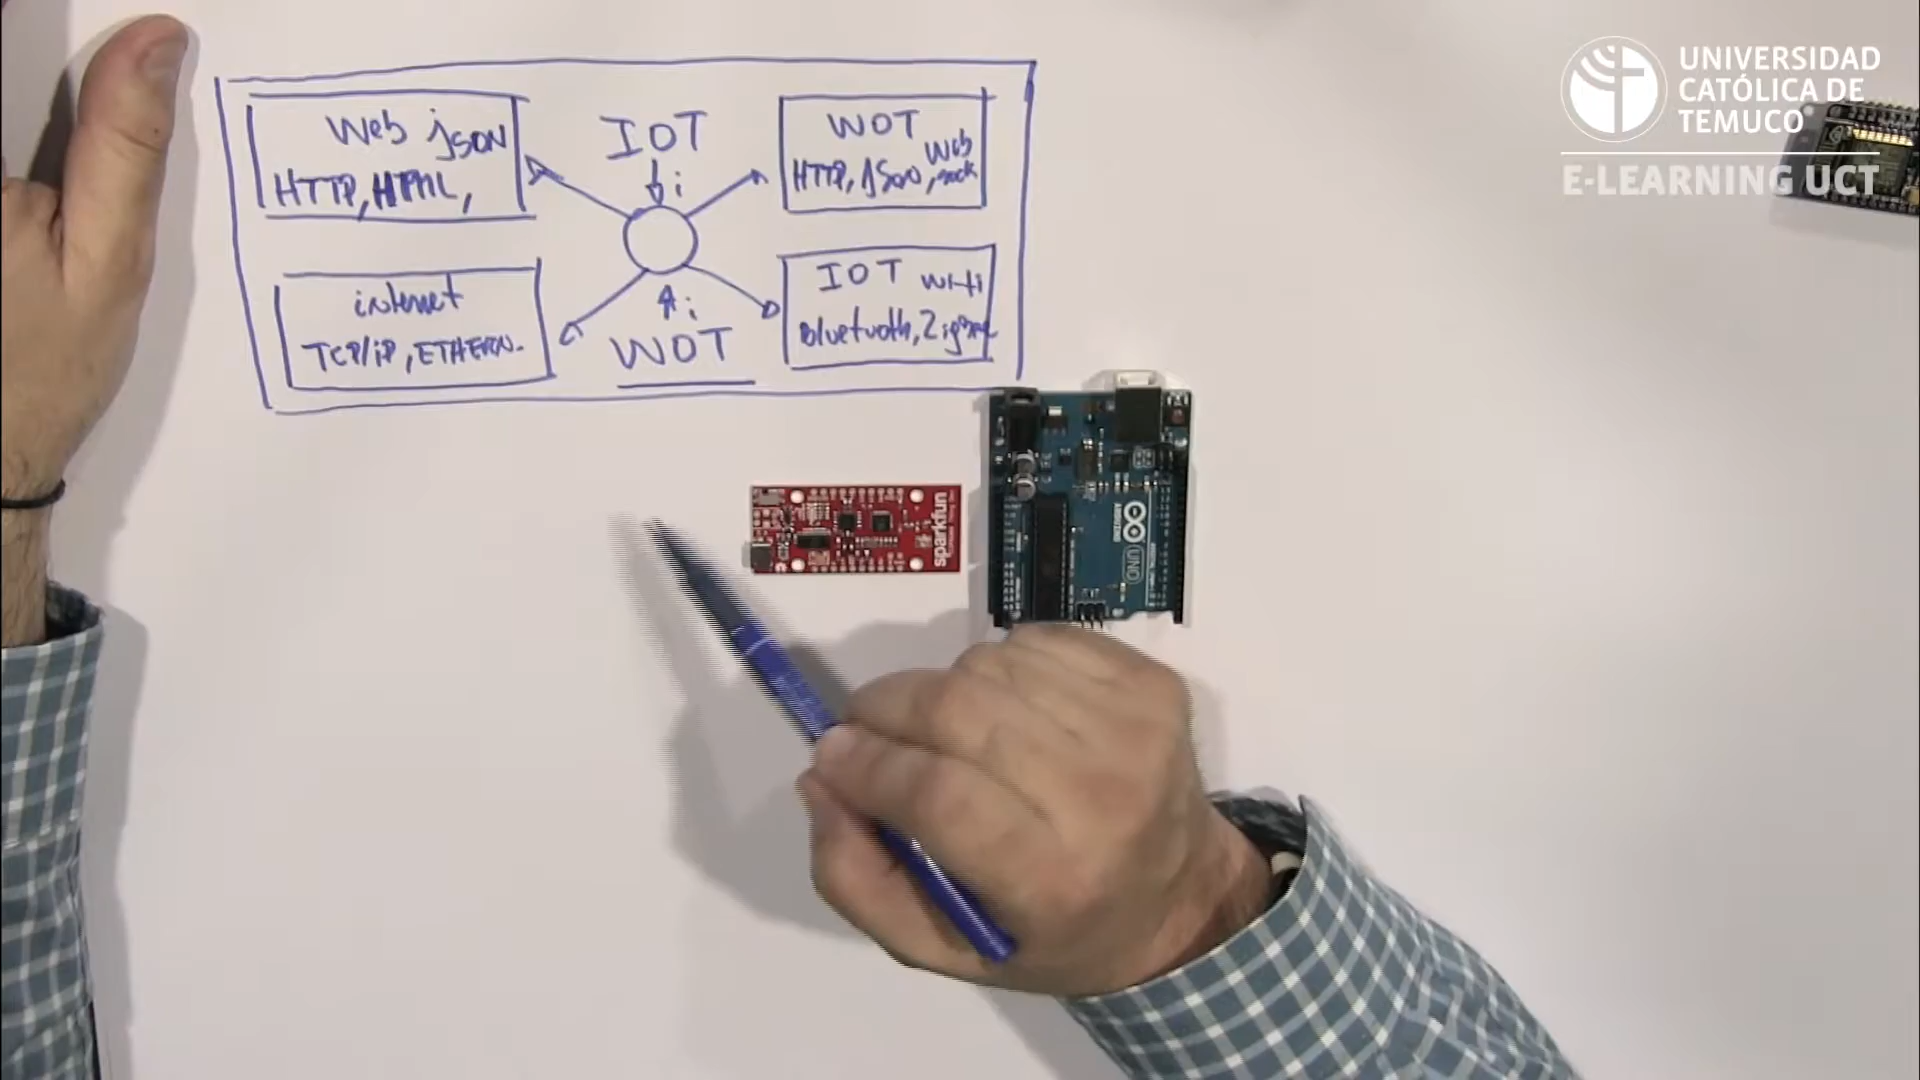 Web json
HTTP, HTML,
IOT
i
WOT
HTTP, JSON, Web sock
internet
TCP/iP, ETHERN.
i
WOT
IOT Wifi
bluetooth, Zigbee
sparkfun
ARDUINO
UNO
UNIVERSIDAD
CATÓLICA DE
TEMUCO
E-LEARNING UCT